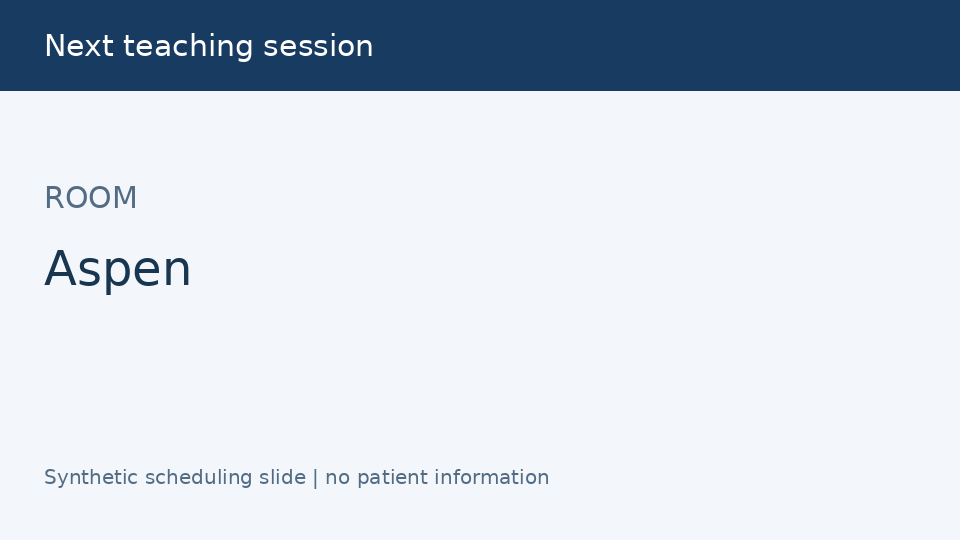 Next teaching session
ROOM
Aspen
Synthetic scheduling slide | no patient information